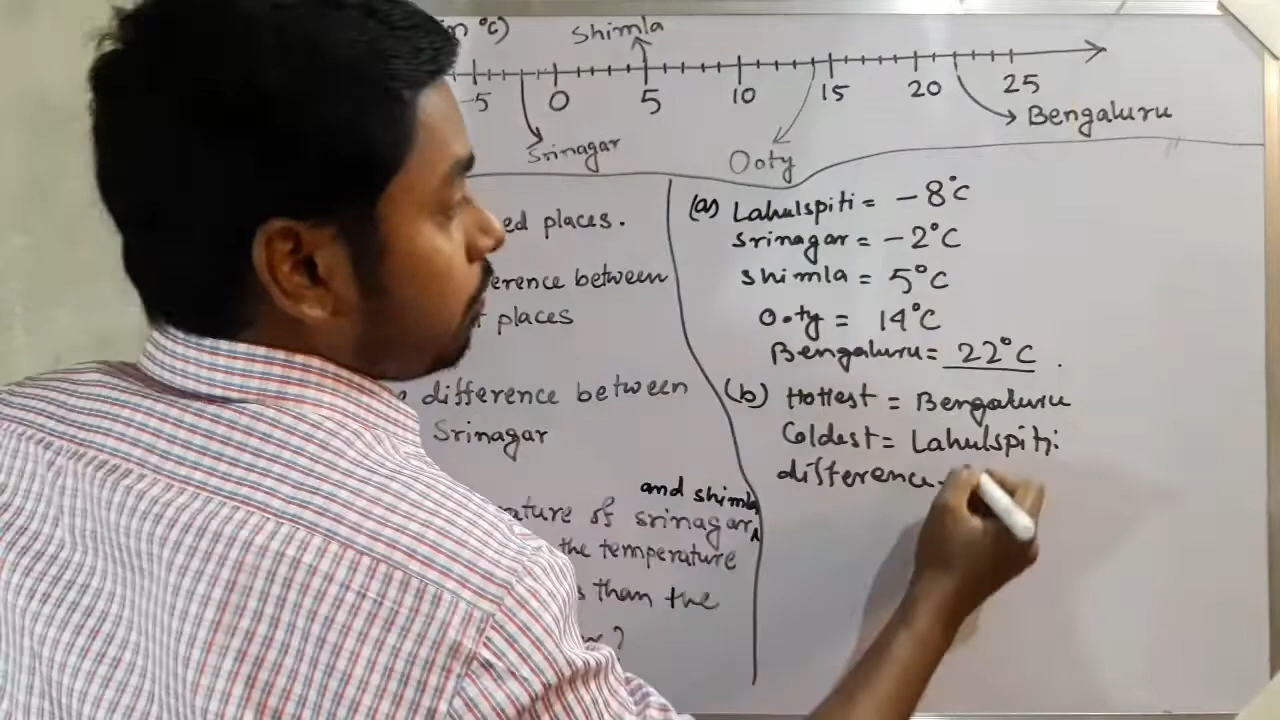 in °C)
Shimla
-5 0 5 10 15 20 25
Bengaluru
Srinagar
Ooty
ed places.
erence between
places
difference between
Srinagar
and shimla
ature of srinagar
the temperature
s than the
?
(a) Lahulspiti = -8°C
Srinagar = -2°C
Shimla = 5°C
Ooty = 14°C
Bengaluru = 22°C.
(b) Hottest = Bengaluru
Coldest = Lahulspiti
difference